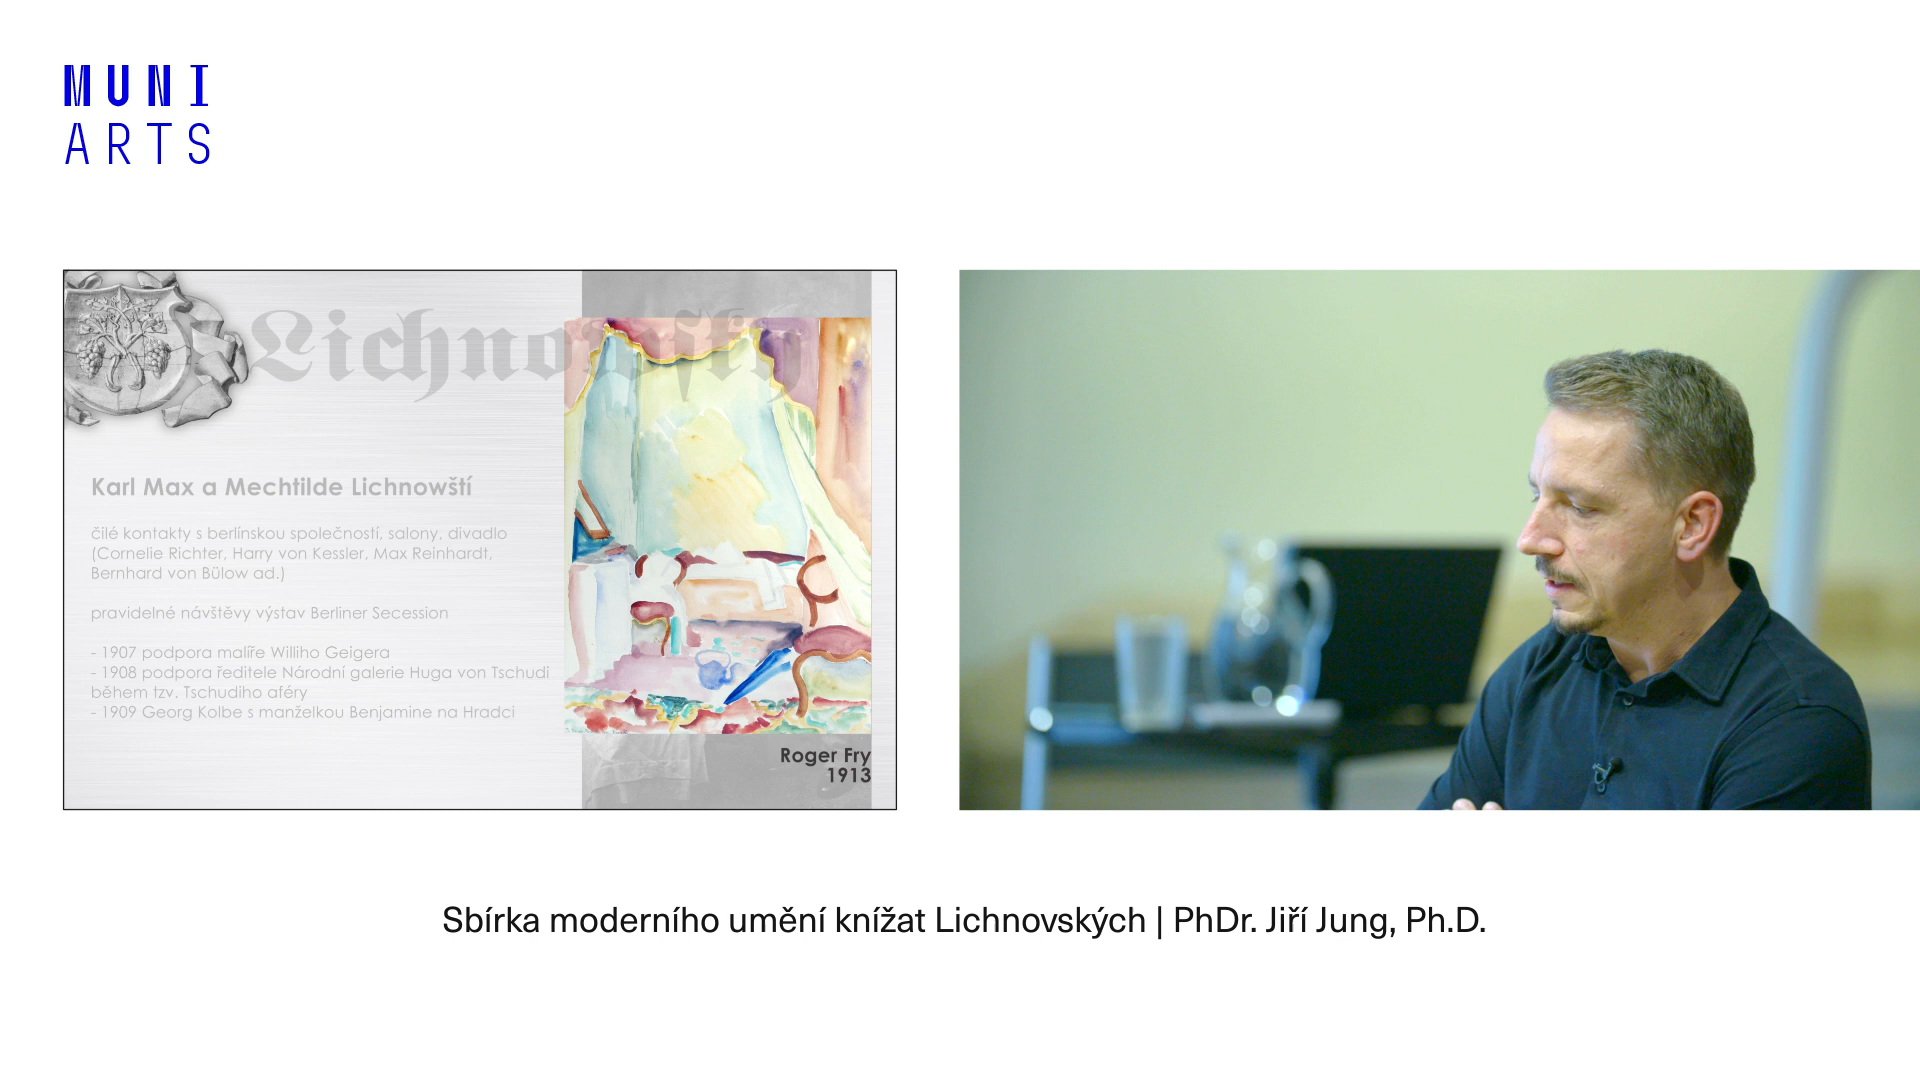 MUNI
ARTS
Lichnowsky
Karl Max a Mechtilde Lichnowští
čilé kontakty s berlínskou společností, salony, divadlo
(Cornelie Richter, Harry von Kessler, Max Reinhardt,
Bernhard von Bülow ad.)
pravidelné návštěvy výstav Berliner Secession
- 1907 podpora malíře Williho Geigera
- 1908 podpora ředitele Národní galerie Huga von Tschudi
během tzv. Tschudiho aféry
- 1909 Georg Kolbe s manželkou Benjamine na Hradci
Roger Fry
1913
Sbírka moderního umění knížat Lichnovských | PhDr. Jiří Jung, Ph.D.